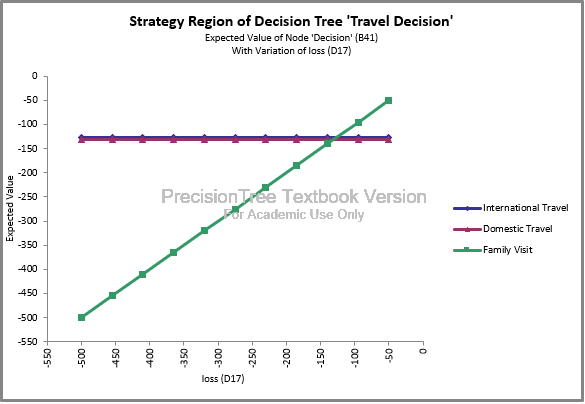 Strategy Region of Decision Tree 'Travel Decision'
Expected Value of Node 'Decision' (B41)
With Variation of loss (D17)
0
-50
-100
-150
-200
-250
-300
-350
-400
-450
-500
-550
Expected Value
PrecisionTree Textbook Version
For Academic Use Only
International Travel
Domestic Travel
Family Visit
-550
-500
-450
-400
-350
-300
-250
-200
-150
-100
-50
0
loss (D17)